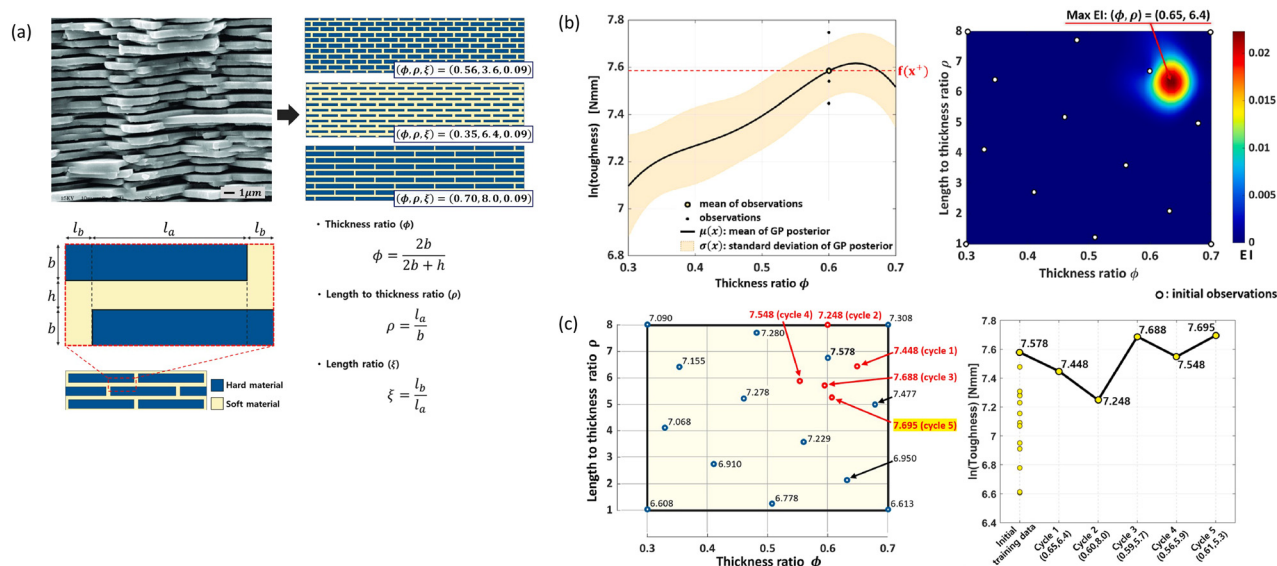 (a)
1μm
(ϕ, ρ, ξ) = (0.56, 3.6, 0.09)
(ϕ, ρ, ξ) = (0.35, 6.4, 0.09)
(ϕ, ρ, ξ) = (0.70, 8.0, 0.09)
l_b l_a l_b
b
h
b
Hard material
Soft material
• Thickness ratio (ϕ)
ϕ = 2b / (2b + h)
• Length to thickness ratio (ρ)
ρ = l_a / b
• Length ratio (ξ)
ξ = l_b / l_a
(b)
ln(toughness) [Nmm]
7.8
7.6
7.4
7.2
7
6.8
f(x⁺)
mean of observations
observations
μ(x): mean of GP posterior
σ(x): standard deviation of GP posterior
0.3 0.4 0.5 0.6 0.7
Thickness ratio ϕ
Max EI: (ϕ, ρ) = (0.65, 6.4)
Length to thickness ratio ρ
8
7
6
5
4
3
2
1
0.3 0.4 0.5 0.6 0.7
Thickness ratio ϕ
0.02
0.015
0.01
0.005
0
EI
: initial observations
(c)
Length to thickness ratio ρ
8
7
6
5
4
3
2
1
0.3 0.4 0.5 0.6 0.7
Thickness ratio ϕ
7.548 (cycle 4)
7.248 (cycle 2)
7.090
7.280
7.308
7.155
7.578
7.448 (cycle 1)
7.688 (cycle 3)
7.278
7.477
7.068
7.695 (cycle 5)
7.229
6.910
6.950
6.608
6.778
6.613
ln(Toughness) [Nmm]
7.8
7.6
7.4
7.2
7
6.8
6.6
6.4
7.578
7.448
7.248
7.688
7.548
7.695
Initial
training data
Cycle 1
(0.65,6.4)
Cycle 2
(0.60,8.0)
Cycle 3
(0.59,5.7)
Cycle 4
(0.56,5.9)
Cycle 5
(0.61,5.3)